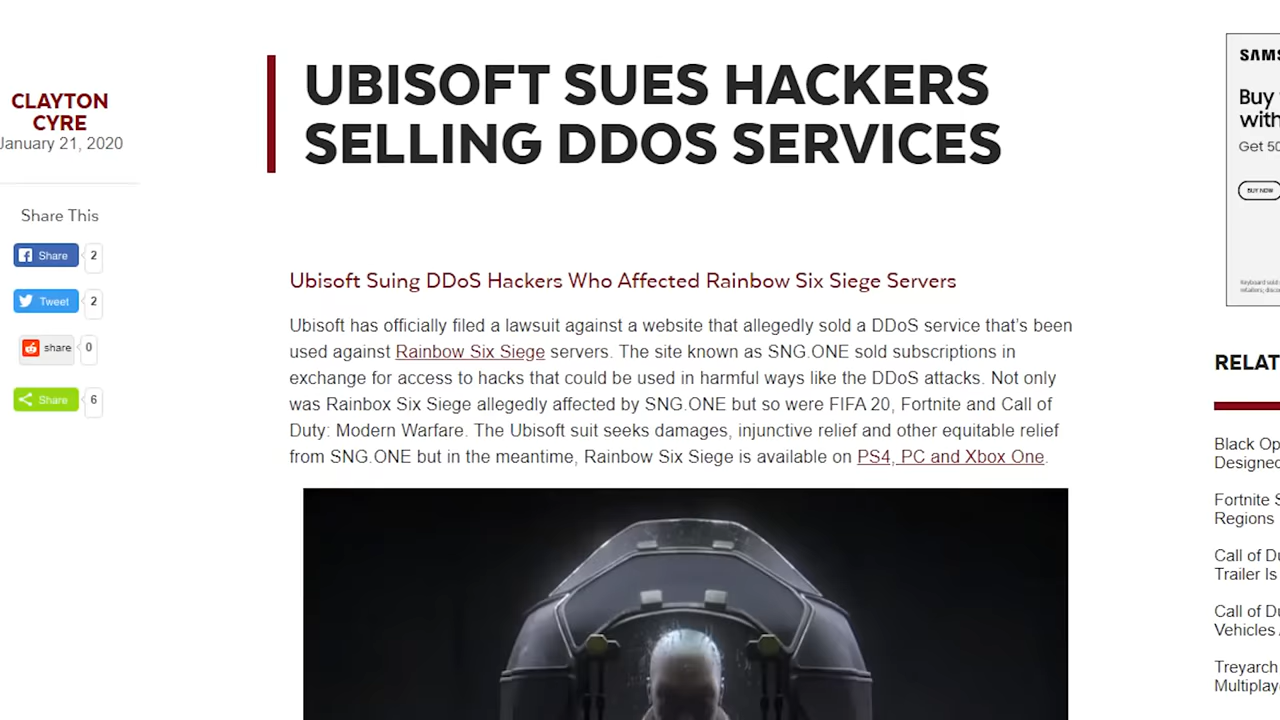 CLAYTON
CYRE
January 21, 2020
Share This
Share 2
Tweet 2
share 0
Share 6
UBISOFT SUES HACKERS
SELLING DDOS SERVICES
Ubisoft Suing DDoS Hackers Who Affected Rainbow Six Siege Servers
Ubisoft has officially filed a lawsuit against a website that allegedly sold a DDoS service that's been
used against Rainbow Six Siege servers. The site known as SNG.ONE sold subscriptions in
exchange for access to hacks that could be used in harmful ways like the DDoS attacks. Not only
was Rainbox Six Siege allegedly affected by SNG.ONE but so were FIFA 20, Fortnite and Call of
Duty: Modern Warfare. The Ubisoft suit seeks damages, injunctive relief and other equitable relief
from SNG.ONE but in the meantime, Rainbow Six Siege is available on PS4, PC and Xbox One.
SAMS
Buy
with
Get 50
BUY NOW
RELAT
Black Op
Designed
Fortnite S
Regions
Call of Du
Trailer Is
Call of Du
Vehicles
Treyarch
Multiplay